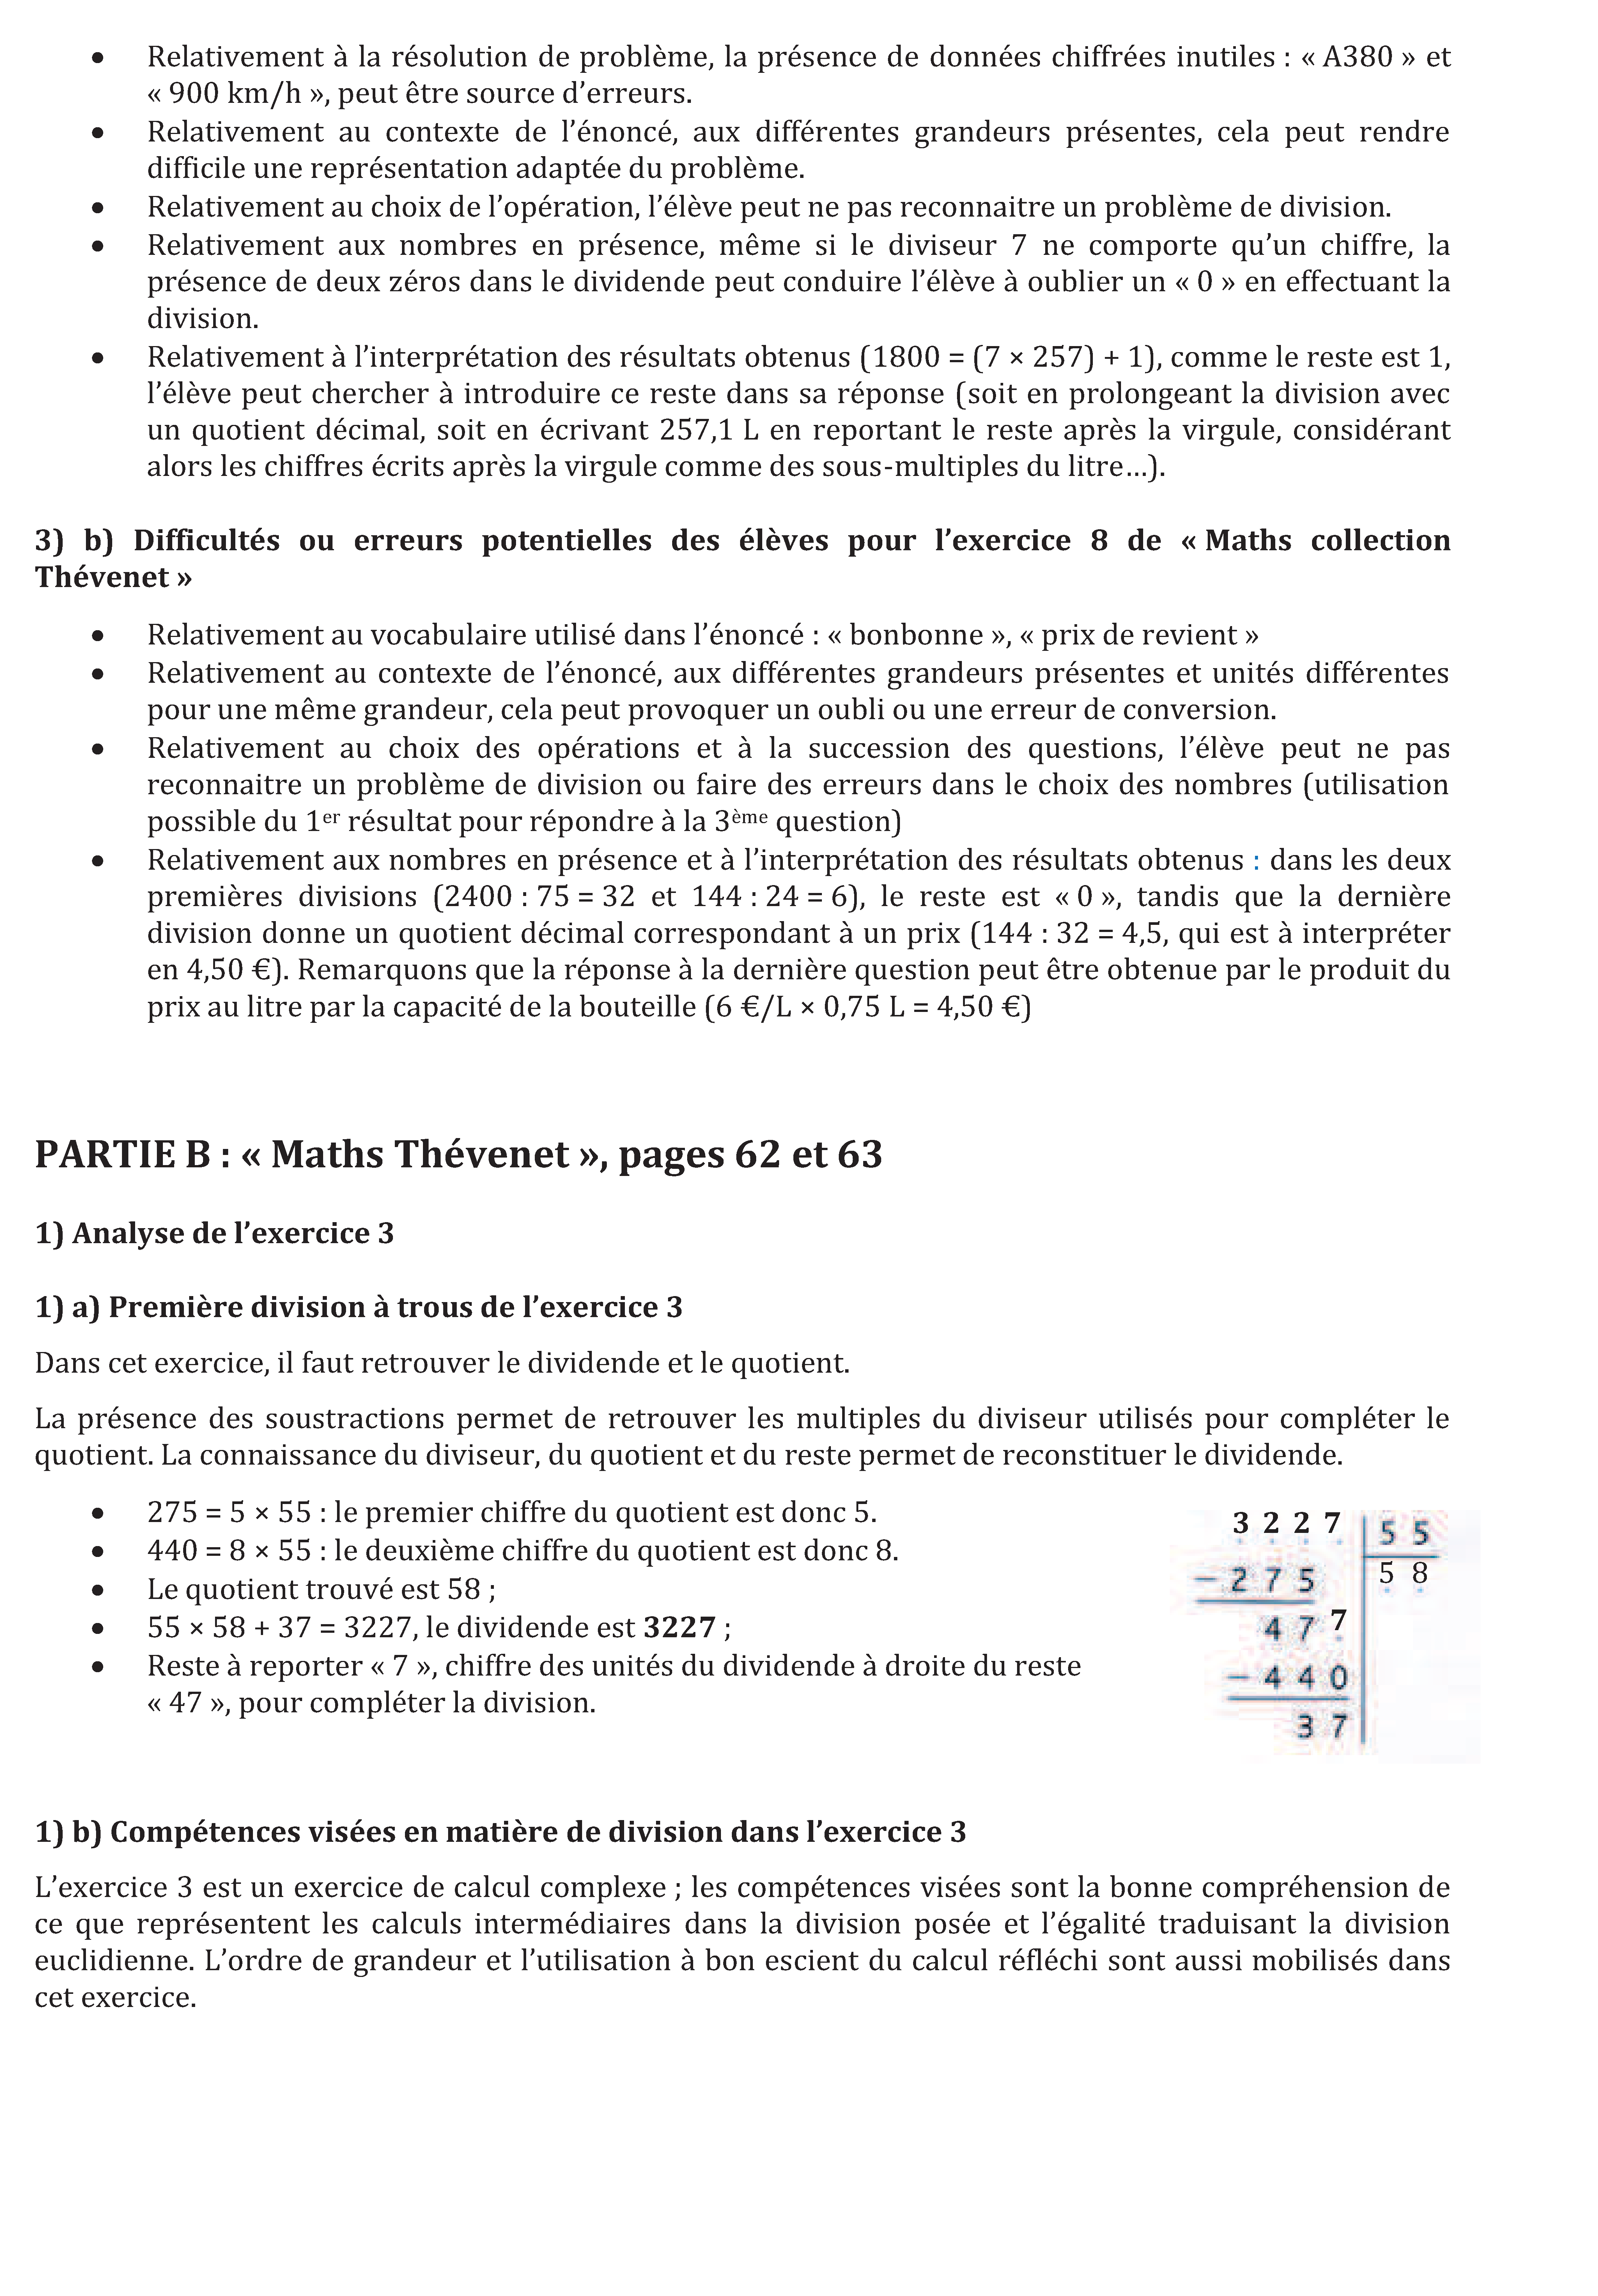 • Relativement à la résolution de problème, la présence de données chiffrées inutiles : « A380 » et
« 900 km/h », peut être source d’erreurs.
• Relativement au contexte de l’énoncé, aux différentes grandeurs présentes, cela peut rendre
difficile une représentation adaptée du problème.
• Relativement au choix de l’opération, l’élève peut ne pas reconnaitre un problème de division.
• Relativement aux nombres en présence, même si le diviseur 7 ne comporte qu’un chiffre, la
présence de deux zéros dans le dividende peut conduire l’élève à oublier un « 0 » en effectuant la
division.
• Relativement à l’interprétation des résultats obtenus (1800 = (7 × 257) + 1), comme le reste est 1,
l’élève peut chercher à introduire ce reste dans sa réponse (soit en prolongeant la division avec
un quotient décimal, soit en écrivant 257,1 L en reportant le reste après la virgule, considérant
alors les chiffres écrits après la virgule comme des sous-multiples du litre…).
3) b) Difficultés ou erreurs potentielles des élèves pour l’exercice 8 de « Maths collection
Thévenet »
• Relativement au vocabulaire utilisé dans l’énoncé : « bonbonne », « prix de revient »
• Relativement au contexte de l’énoncé, aux différentes grandeurs présentes et unités différentes
pour une même grandeur, cela peut provoquer un oubli ou une erreur de conversion.
• Relativement au choix des opérations et à la succession des questions, l’élève peut ne pas
reconnaitre un problème de division ou faire des erreurs dans le choix des nombres (utilisation
possible du 1er résultat pour répondre à la 3ème question)
• Relativement aux nombres en présence et à l’interprétation des résultats obtenus : dans les deux
premières divisions (2400 : 75 = 32 et 144 : 24 = 6), le reste est « 0 », tandis que la dernière
division donne un quotient décimal correspondant à un prix (144 : 32 = 4,5, qui est à interpréter
en 4,50 €). Remarquons que la réponse à la dernière question peut être obtenue par le produit du
prix au litre par la capacité de la bouteille (6 €/L × 0,75 L = 4,50 €)
PARTIE B : « Maths Thévenet », pages 62 et 63
1) Analyse de l’exercice 3
1) a) Première division à trous de l’exercice 3
Dans cet exercice, il faut retrouver le dividende et le quotient.
La présence des soustractions permet de retrouver les multiples du diviseur utilisés pour compléter le
quotient. La connaissance du diviseur, du quotient et du reste permet de reconstituer le dividende.
• 275 = 5 × 55 : le premier chiffre du quotient est donc 5.
• 440 = 8 × 55 : le deuxième chiffre du quotient est donc 8.
• Le quotient trouvé est 58 ;
• 55 × 58 + 37 = 3227, le dividende est 3227 ;
• Reste à reporter « 7 », chiffre des unités du dividende à droite du reste
« 47 », pour compléter la division.
3 2 2 7 5 5
− 2 7 5 5 8
4 7 7
− 4 4 0
3 7
1) b) Compétences visées en matière de division dans l’exercice 3
L’exercice 3 est un exercice de calcul complexe ; les compétences visées sont la bonne compréhension de
ce que représentent les calculs intermédiaires dans la division posée et l’égalité traduisant la division
euclidienne. L’ordre de grandeur et l’utilisation à bon escient du calcul réfléchi sont aussi mobilisés dans
cet exercice.